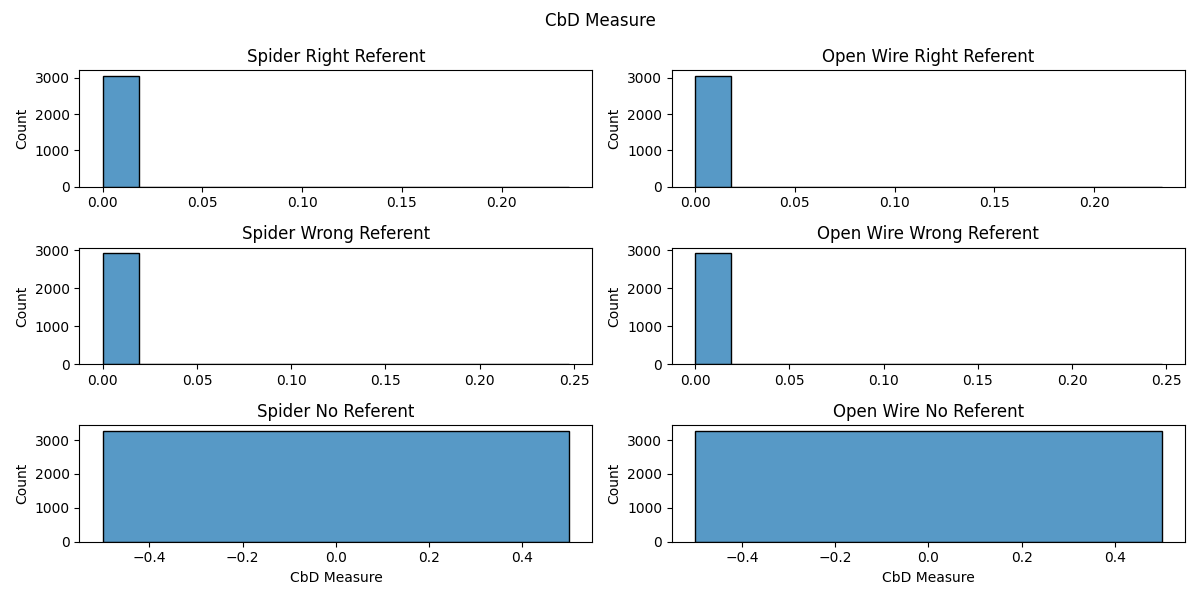 CbD Measure
Spider Right Referent
Open Wire Right Referent
Count
3000
2000
1000
0
0.00 0.05 0.10 0.15 0.20
Count
3000
2000
1000
0
0.00 0.05 0.10 0.15 0.20
Spider Wrong Referent
Open Wire Wrong Referent
Count
3000
2000
1000
0
0.00 0.05 0.10 0.15 0.20 0.25
Count
3000
2000
1000
0
0.00 0.05 0.10 0.15 0.20 0.25
Spider No Referent
Open Wire No Referent
Count
3000
2000
1000
0
−0.4 −0.2 0.0 0.2 0.4
CbD Measure
Count
3000
2000
1000
0
−0.4 −0.2 0.0 0.2 0.4
CbD Measure